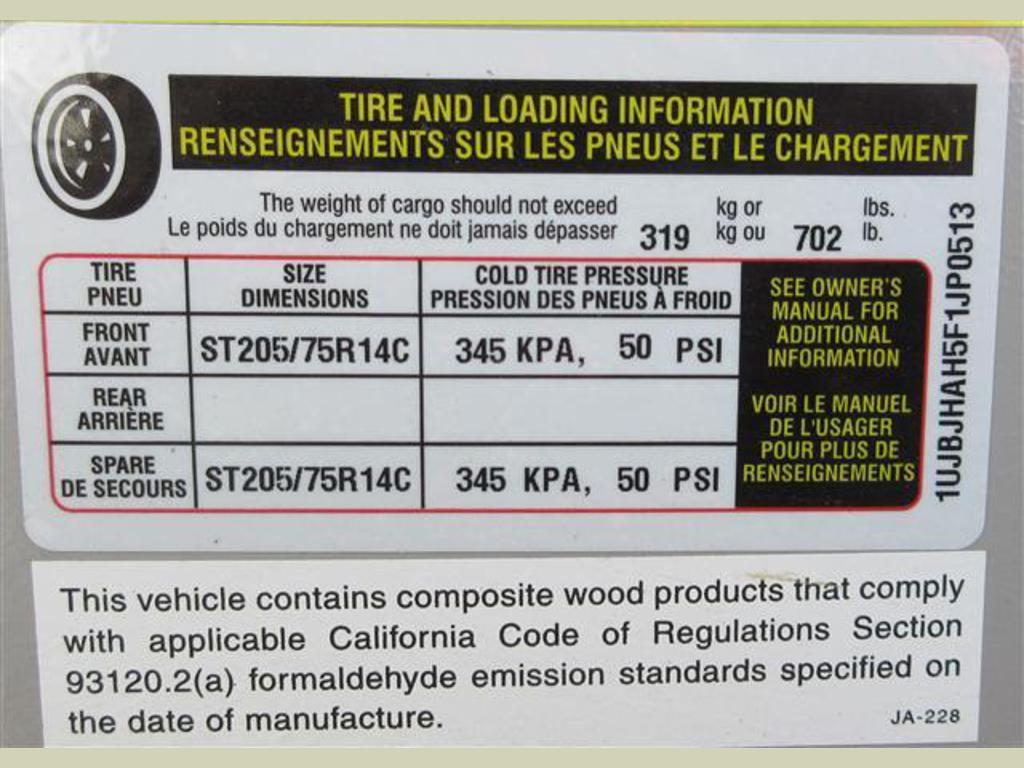 TIRE AND LOADING INFORMATION
RENSEIGNEMENTS SUR LES PNEUS ET LE CHARGEMENT
The weight of cargo should not exceed kg or lbs.
Le poids du chargement ne doit jamais dépasser 319 kg ou 702 lb.
TIRE SIZE COLD TIRE PRESSURE
PNEU DIMENSIONS PRESSION DES PNEUS À FROID
FRONT
AVANT
ST205/75R14C 345 KPA, 50 PSI
REAR
ARRIÈRE
SPARE
DE SECOURS
ST205/75R14C 345 KPA, 50 PSI
SEE OWNER'S
MANUAL FOR
ADDITIONAL
INFORMATION
VOIR LE MANUEL
DE L'USAGER
POUR PLUS DE
RENSEIGNEMENTS
1UJBJHAH5F1JP0513
This vehicle contains composite wood products that comply
with applicable California Code of Regulations Section
93120.2(a) formaldehyde emission standards specified on
the date of manufacture.
JA-228